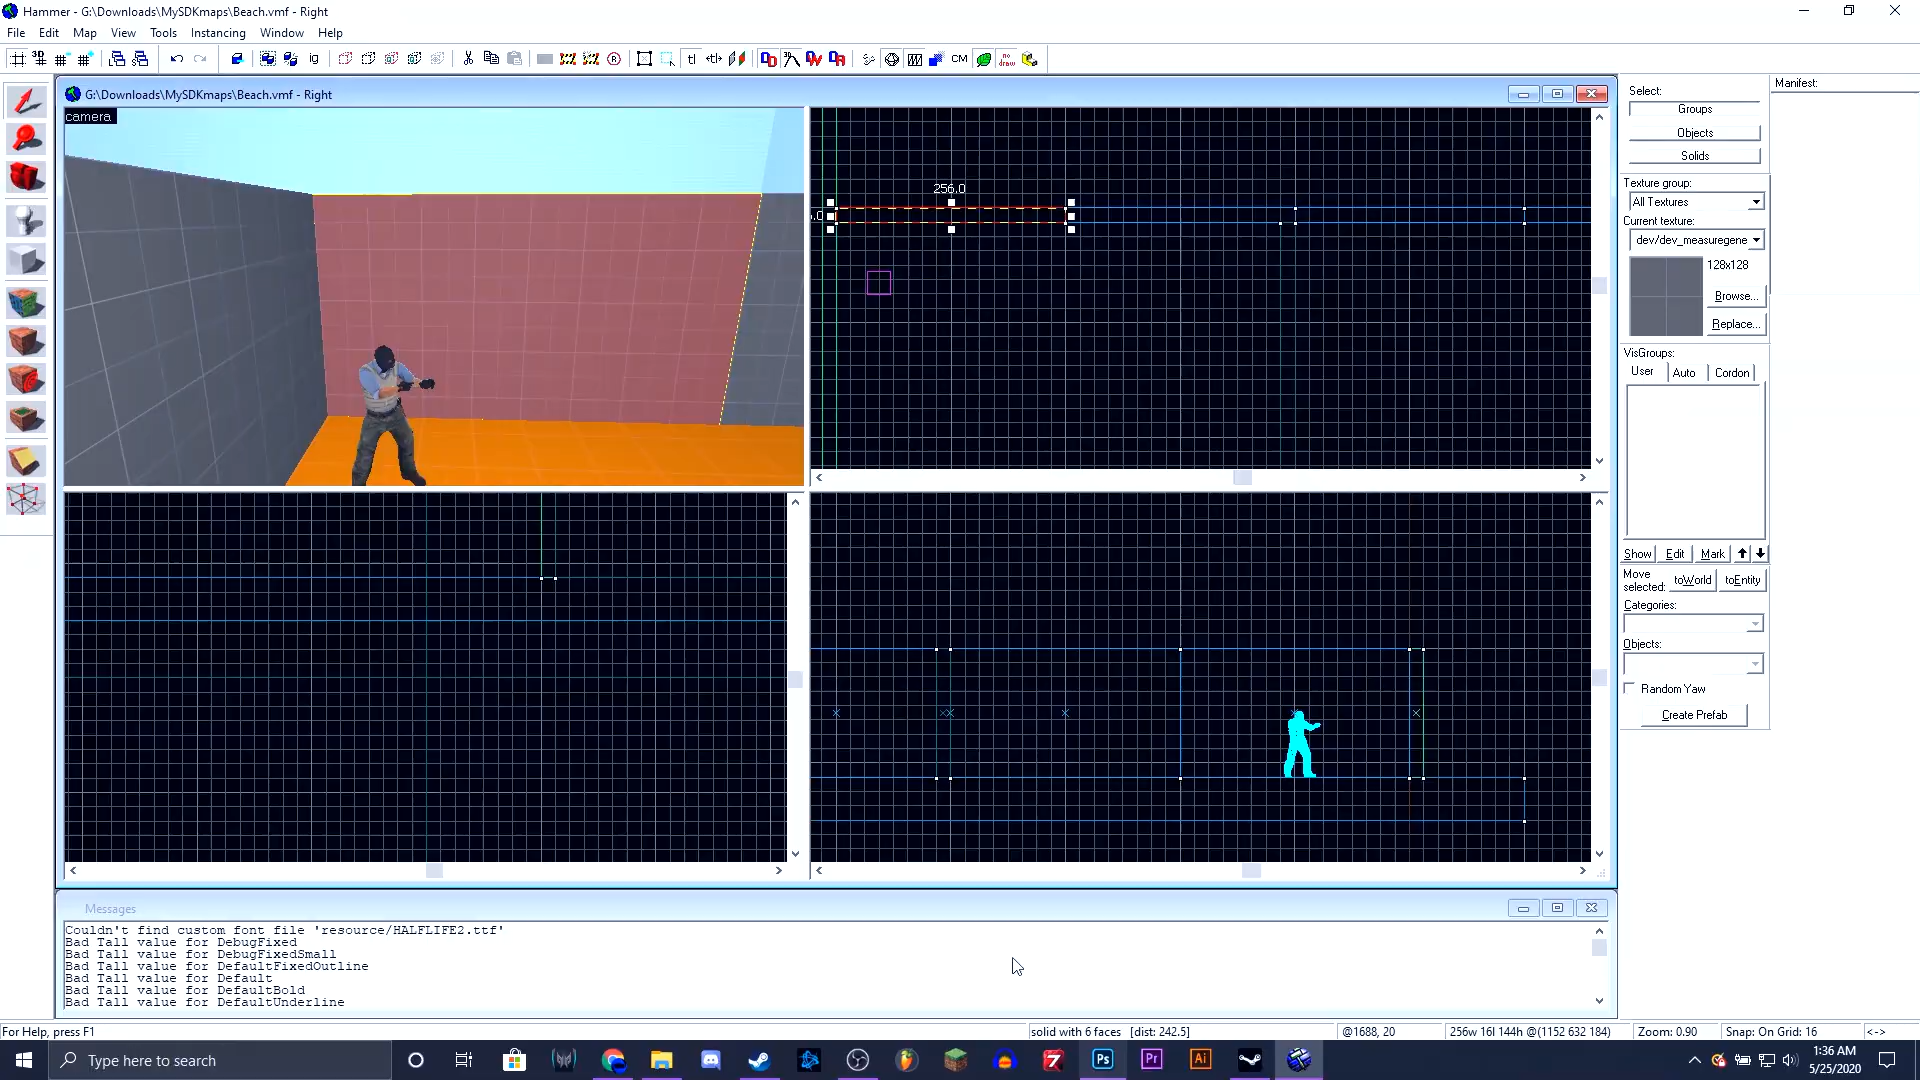 Hammer - G:\Downloads\MySDKmaps\Beach.vmf - Right
File Edit Map View Tools Instancing Window Help
G:\Downloads\MySDKmaps\Beach.vmf - Right
camera
256.0
.0
Select:
Groups
Objects
Solids
Texture group:
All Textures
Current texture:
dev/dev_measuregene
128x128
Browse...
Replace...
VisGroups:
User Auto Cordon
Show Edit Mark
Move selected: toWorld toEntity
Categories:
Objects:
Random Yaw
Create Prefab
Manifest:
Messages
Couldn't find custom font file 'resource/HALFLIFE2.ttf'
Bad Tall value for DebugFixed
Bad Tall value for DebugFixedSmall
Bad Tall value for DefaultFixedOutline
Bad Tall value for Default
Bad Tall value for DefaultBold
Bad Tall value for DefaultUnderline
For Help, press F1
solid with 6 faces [dist: 242.5]
@1688, 20
256w 16l 144h @(1152 632 184)
Zoom: 0.90
Snap: On Grid: 16
<->
Type here to search
1:36 AM
5/25/2020